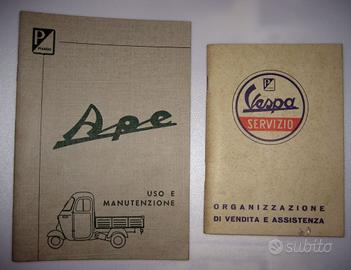 P
PIAGGIO
Ape
USO E
MANUTENZIONE
P
Vespa
SERVIZIO
ORGANIZZAZIONE
DI VENDITA E ASSISTENZA
subito